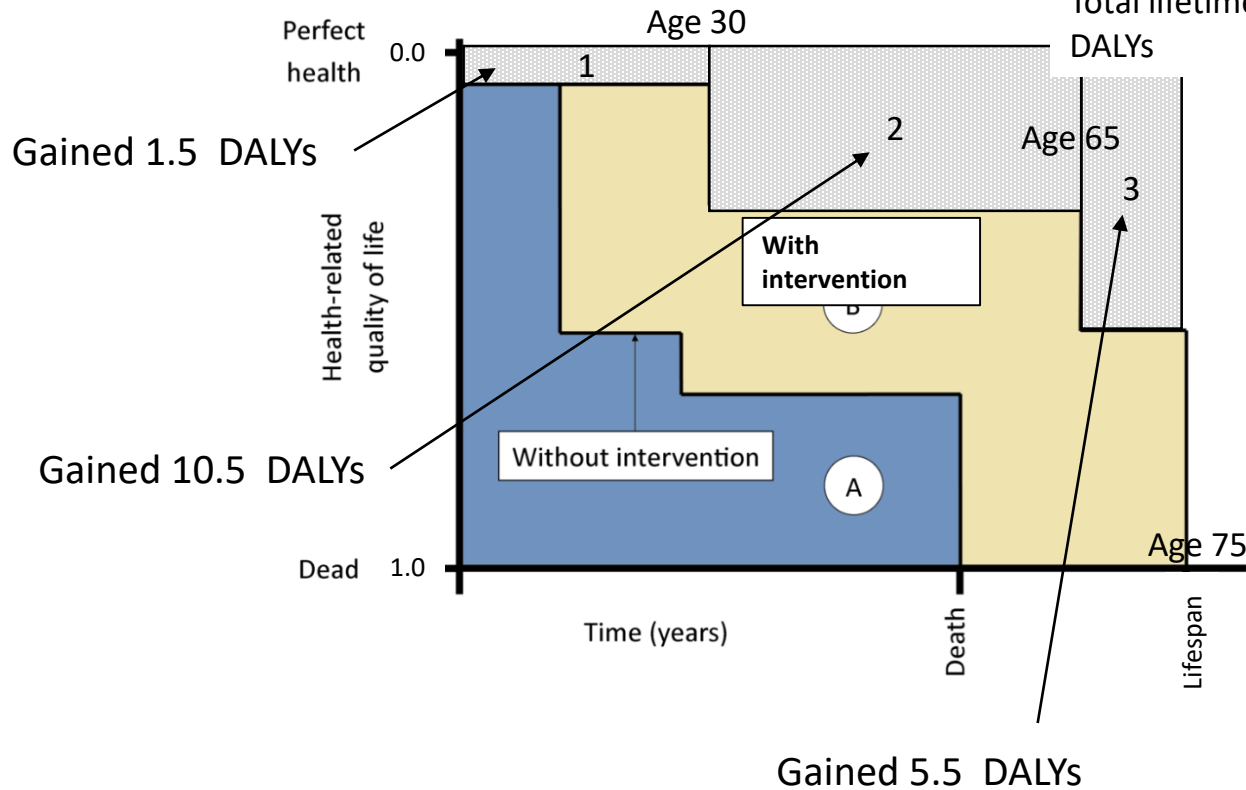 Total lifetime
DALYs
Age 30
Perfect
health
0.0
1
2
Age 65
3
Gained 1.5 DALYs
Health-related
quality of life
With
intervention
B
Without intervention
Gained 10.5 DALYs
A
Age 75
Dead
1.0
Time (years)
Death
Lifespan
Gained 5.5 DALYs